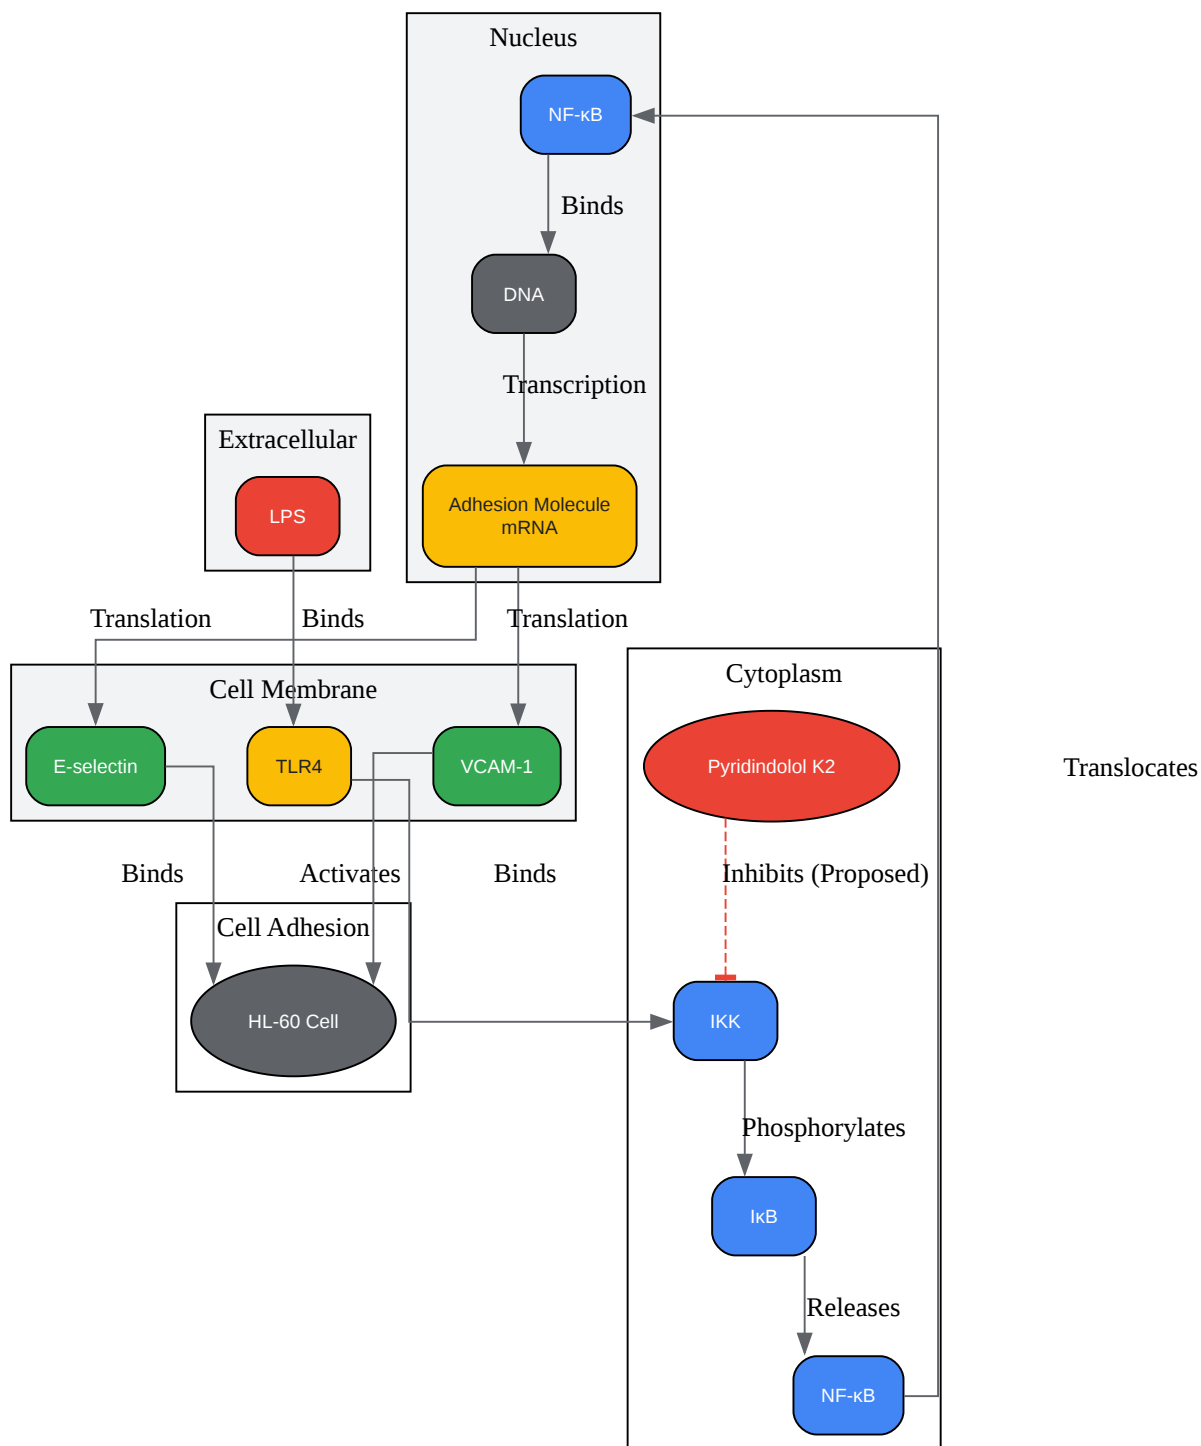 Nucleus
NF-κB
Binds
DNA
Transcription
Extracellular
LPS
Adhesion Molecule
mRNA
Translation
Binds
Translation
Cell Membrane
E-selectin
TLR4
VCAM-1
Cytoplasm
Pyridindolol K2
Translocates
Binds
Activates
Binds
Inhibits (Proposed)
Cell Adhesion
HL-60 Cell
IKK
Phosphorylates
IκB
Releases
NF-κB